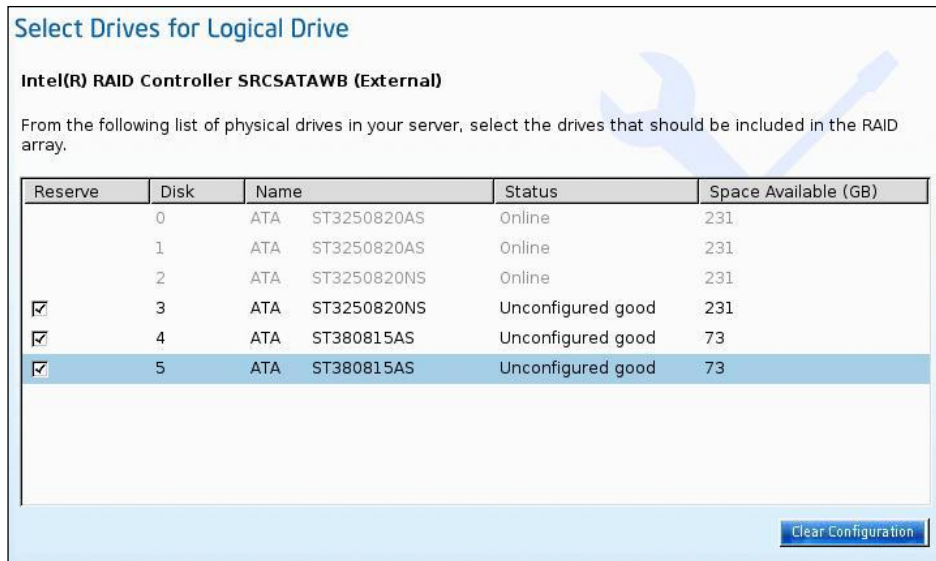 Select Drives for Logical Drive
Intel(R) RAID Controller SRCSATAWB (External)
From the following list of physical drives in your server, select the drives that should be included in the RAID
array.
Reserve Disk Name Status Space Available (GB)
0 ATA ST3250820AS Online 231
1 ATA ST3250820AS Online 231
2 ATA ST3250820NS Online 231
3 ATA ST3250820NS Unconfigured good 231
4 ATA ST380815AS Unconfigured good 73
5 ATA ST380815AS Unconfigured good 73
Clear Configuration